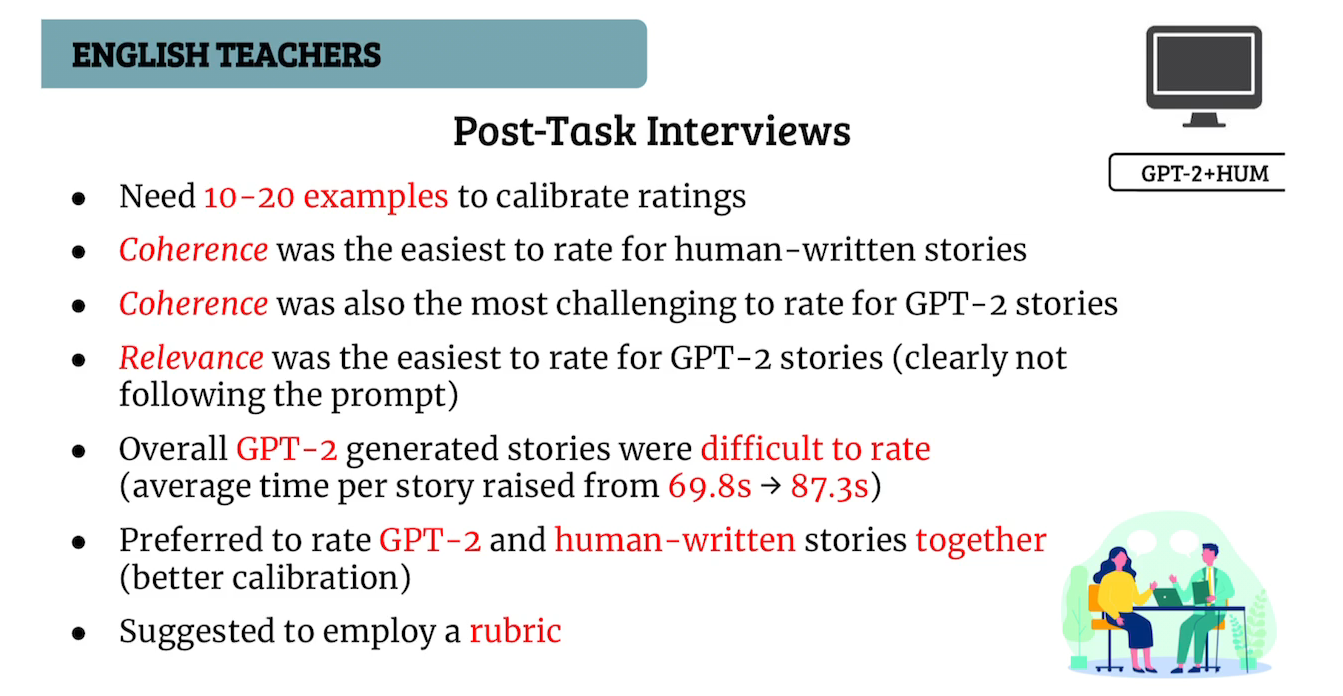 ENGLISH TEACHERS
GPT-2+HUM
Post-Task Interviews
● Need 10-20 examples to calibrate ratings
● Coherence was the easiest to rate for human-written stories
● Coherence was also the most challenging to rate for GPT-2 stories
● Relevance was the easiest to rate for GPT-2 stories (clearly not
following the prompt)
● Overall GPT-2 generated stories were difficult to rate
(average time per story raised from 69.8s → 87.3s)
● Preferred to rate GPT-2 and human-written stories together
(better calibration)
● Suggested to employ a rubric